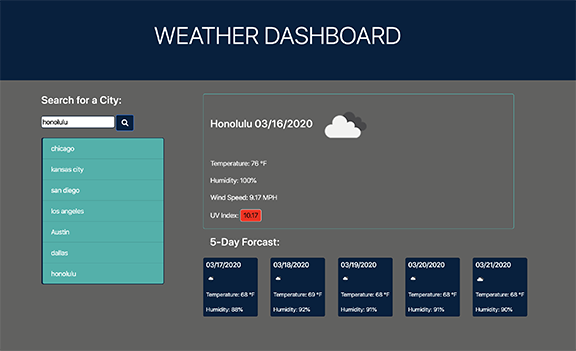 WEATHER DASHBOARD
Search for a City:
honolulu
chicago
kansas city
san diego
los angeles
Austin
dallas
honolulu
Honolulu 03/16/2020
Temperature: 76 °F
Humidity: 100%
Wind Speed: 9.17 MPH
UV Index: 10.17
5-Day Forcast:
03/17/2020
Temperature: 68 °F
Humidity: 88%
03/18/2020
Temperature: 69 °F
Humidity: 92%
03/19/2020
Temperature: 68 °F
Humidity: 91%
03/20/2020
Temperature: 68 °F
Humidity: 91%
03/21/2020
Temperature: 68 °F
Humidity: 90%